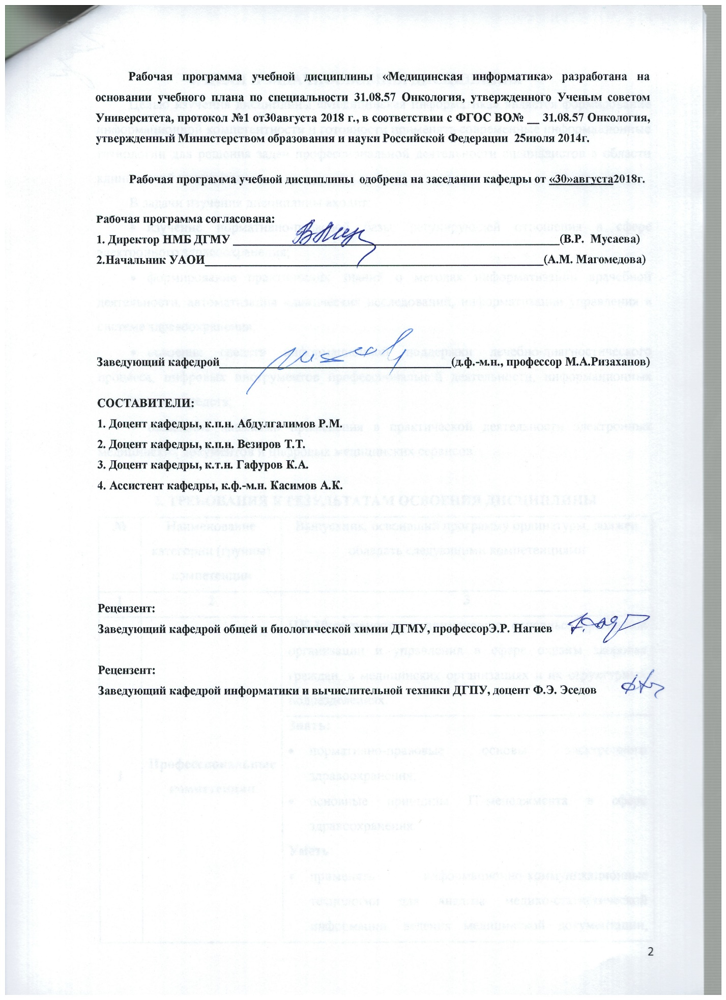 Рабочая программа учебной дисциплины «Медицинская информатика» разработана на
основании учебного плана по специальности 31.08.57 Онкология, утвержденного Ученым советом
Университета, протокол №1 от30августа 2018 г., в соответствии с ФГОС ВО№ __ 31.08.57 Онкология,
утвержденный Министерством образования и науки Российской Федерации 25июля 2014г.
Рабочая программа учебной дисциплины одобрена на заседании кафедры от «30»августа2018г.
Рабочая программа согласована:
1. Директор НМБ ДГМУ ___ (В.Р. Мусаева)
2.Начальник УАОИ___(А.М. Магомедова)
Заведующий кафедрой___(д.ф.-м.н., профессор М.А.Ризаханов)
СОСТАВИТЕЛИ:
1. Доцент кафедры, к.п.н. Абдулгалимов Р.М.
2. Доцент кафедры, к.п.н. Везиров Т.Т.
3. Доцент кафедры, к.т.н. Гафуров К.А.
4. Ассистент кафедры, к.ф.-м.н. Касимов А.К.
Рецензент:
Заведующий кафедрой общей и биологической химии ДГМУ, профессорЭ.Р. Нагиев
Рецензент:
Заведующий кафедрой информатики и вычислительной техники ДГПУ, доцент Ф.Э. Эседов
2